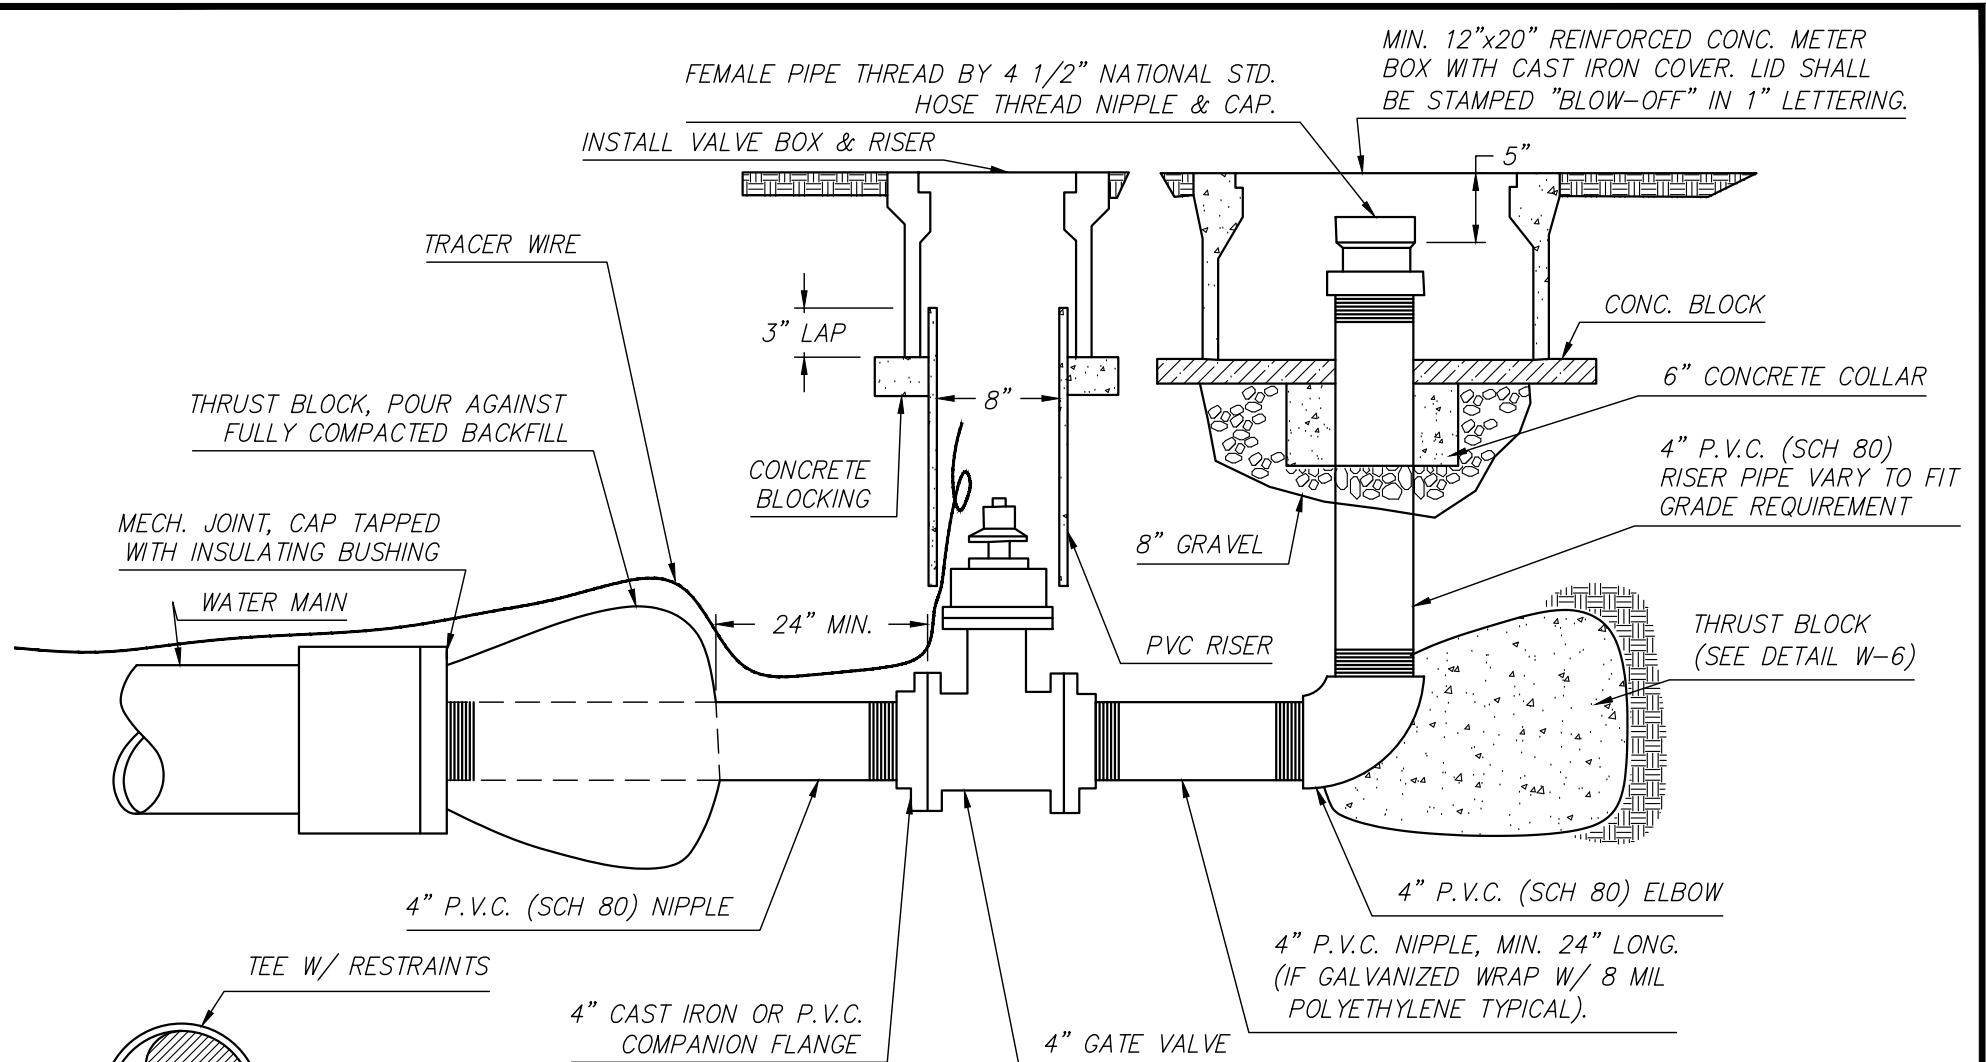 MIN. 12"x20" REINFORCED CONC. METER
BOX WITH CAST IRON COVER. LID SHALL
BE STAMPED "BLOW-OFF" IN 1" LETTERING.
FEMALE PIPE THREAD BY 4 1/2" NATIONAL STD.
HOSE THREAD NIPPLE & CAP.
INSTALL VALVE BOX & RISER
5"
TRACER WIRE
3" LAP
CONC. BLOCK
6" CONCRETE COLLAR
THRUST BLOCK, POUR AGAINST
FULLY COMPACTED BACKFILL
8"
4" P.V.C. (SCH 80)
RISER PIPE VARY TO FIT
GRADE REQUIREMENT
CONCRETE
BLOCKING
MECH. JOINT, CAP TAPPED
WITH INSULATING BUSHING
8" GRAVEL
WATER MAIN
24" MIN.
PVC RISER
THRUST BLOCK
(SEE DETAIL W-6)
4" P.V.C. (SCH 80) NIPPLE
4" P.V.C. (SCH 80) ELBOW
4" P.V.C. NIPPLE, MIN. 24" LONG.
(IF GALVANIZED WRAP W/ 8 MIL
POLYETHYLENE TYPICAL).
TEE W/ RESTRAINTS
4" CAST IRON OR P.V.C.
COMPANION FLANGE
4" GATE VALVE